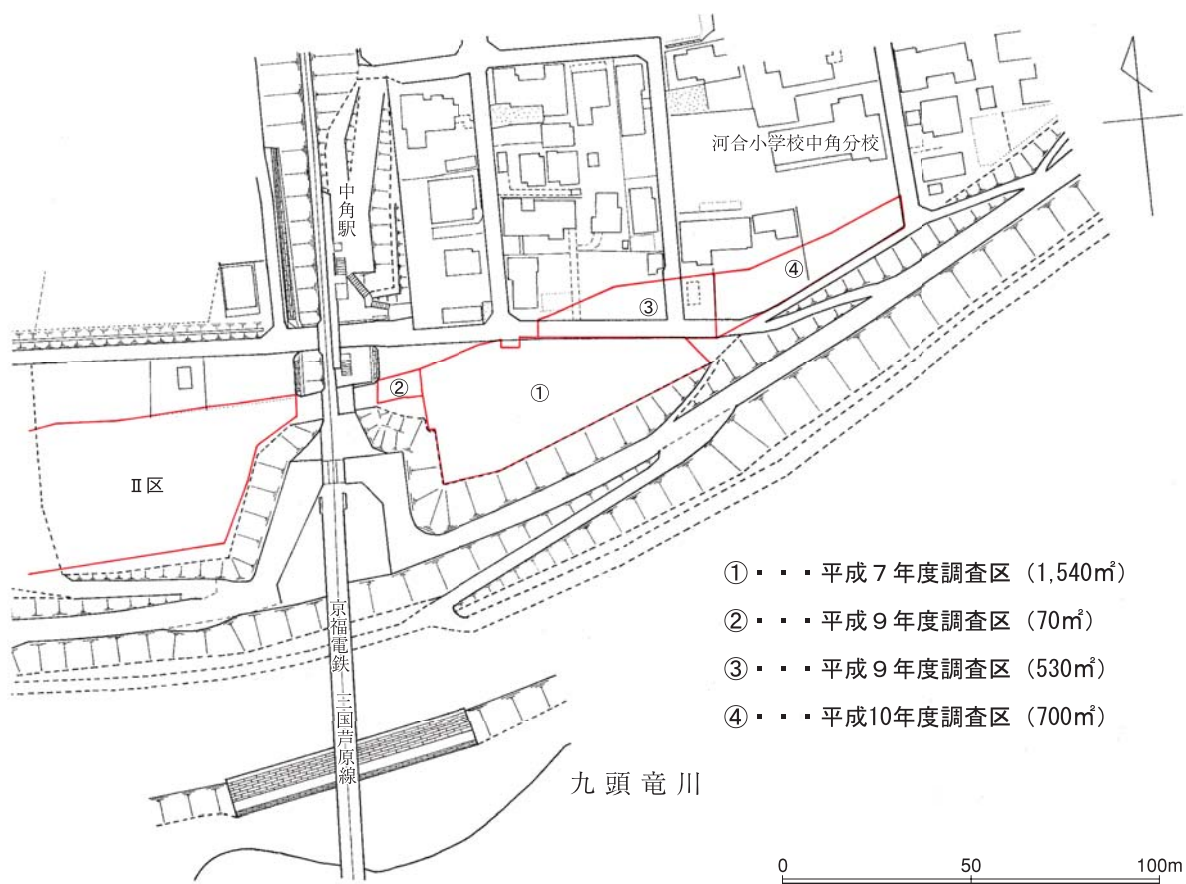 河合小学校中角分校
中角駅
④
③
②
①
Ⅱ区
①・・・平成７年度調査区（1,540㎡）
②・・・平成９年度調査区（70㎡）
③・・・平成９年度調査区（530㎡）
④・・・平成10年度調査区（700㎡）
京福電鉄 三国芦原線
九頭竜川
0 50 100m